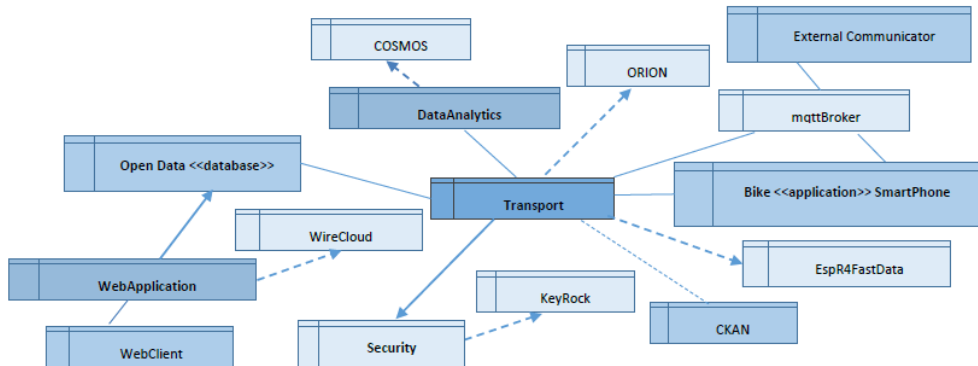 External Communicator
COSMOS
ORION
DataAnalytics
mqttBroker
Open Data <<database>>
Bike <<application>> SmartPhone
Transport
WireCloud
EspR4FastData
WebApplication
KeyRock
CKAN
Security
WebClient